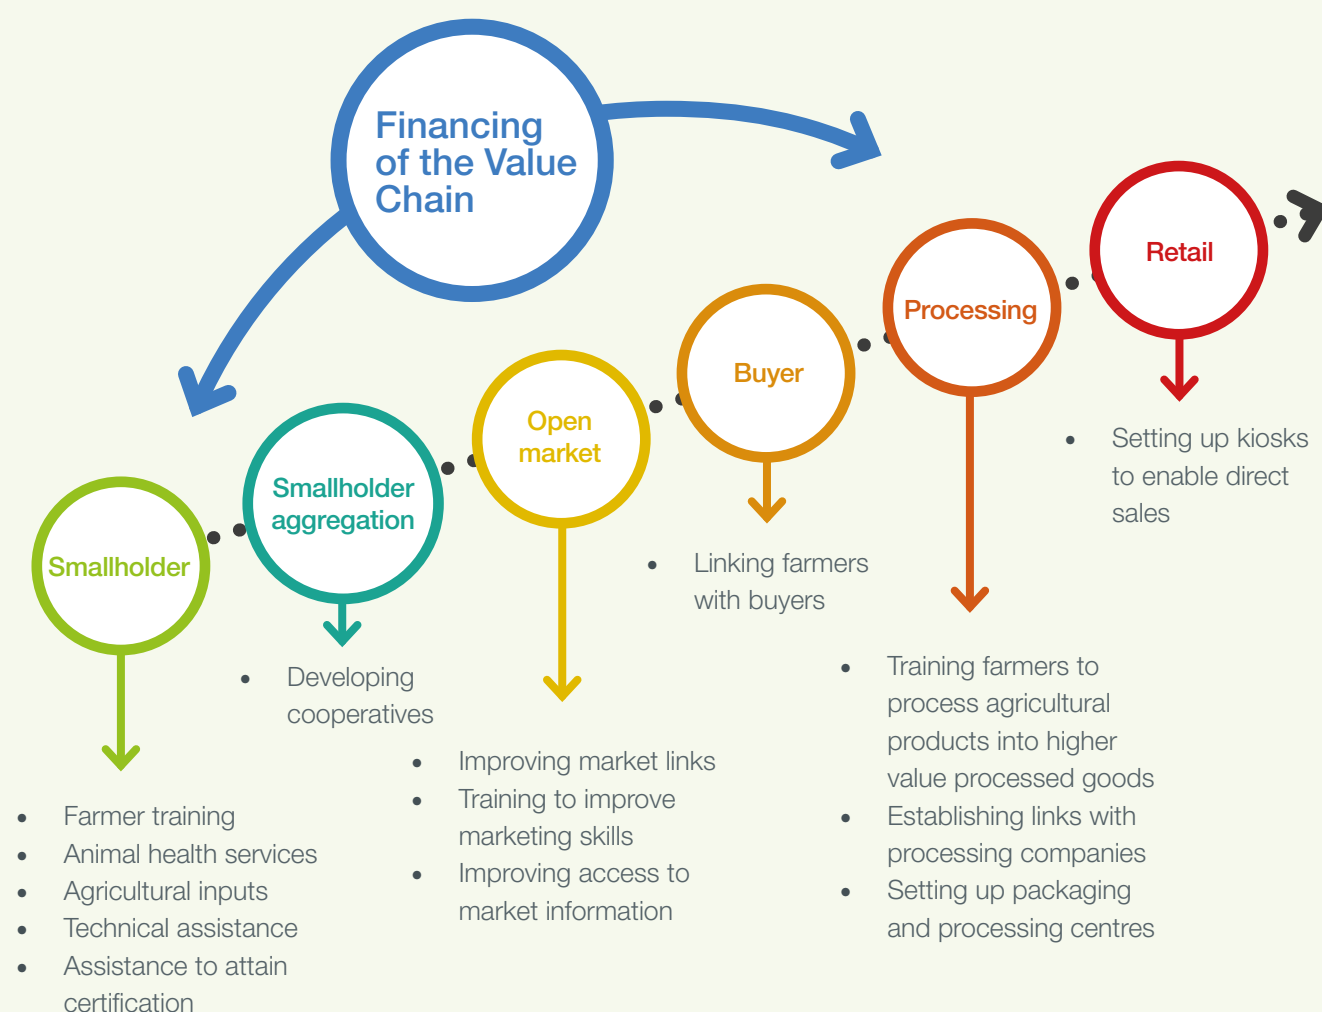 Financing
of the Value
Chain
Smallholder
• Farmer training
• Animal health services
• Agricultural inputs
• Technical assistance
• Assistance to attain
certification
Smallholder
aggregation
• Developing
cooperatives
Open
market
• Improving market links
• Training to improve
marketing skills
• Improving access to
market information
Buyer
• Linking farmers
with buyers
Processing
• Training farmers to
process agricultural
products into higher
value processed goods
• Establishing links with
processing companies
• Setting up packaging
and processing centres
Retail
• Setting up kiosks
to enable direct
sales